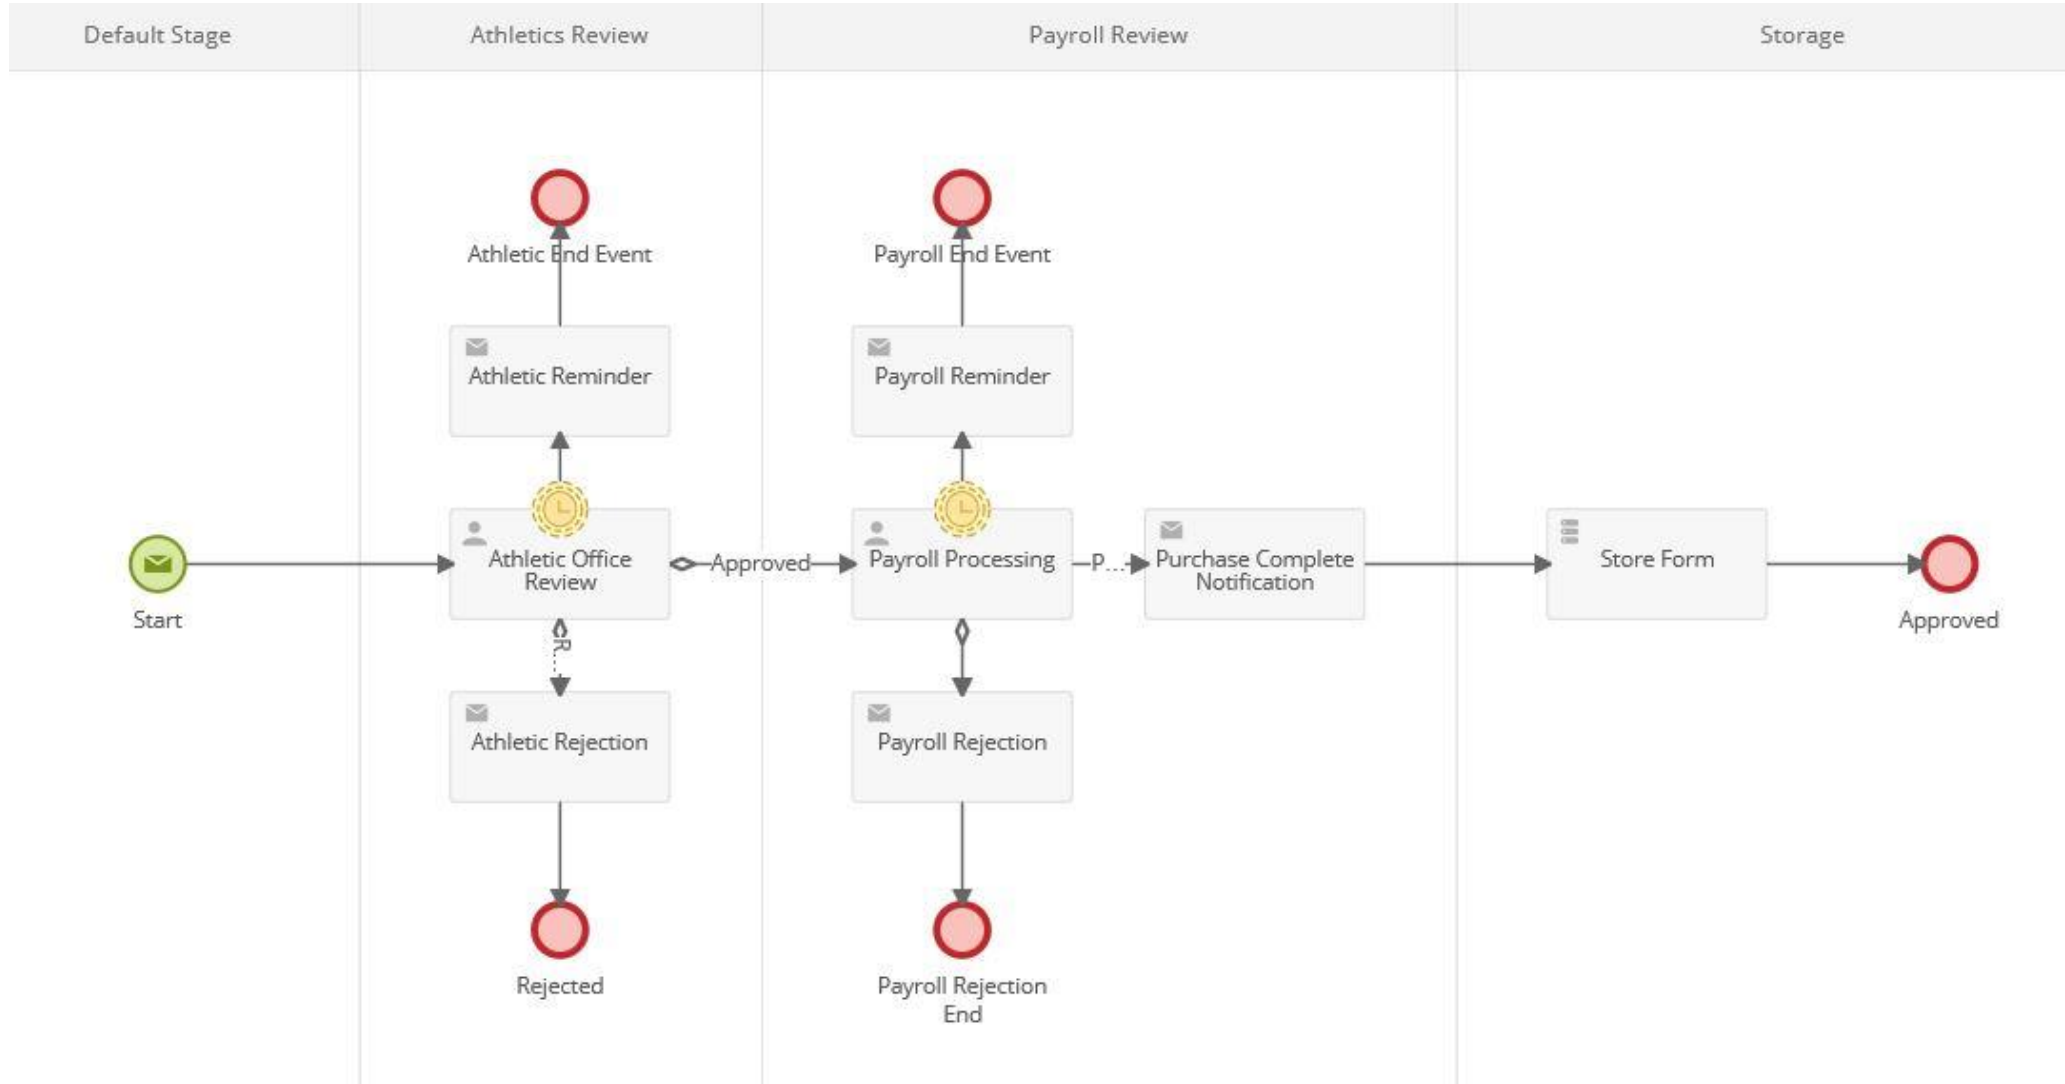 Default Stage
Athletics Review
Payroll Review
Storage
Athletic End Event
Payroll End Event
Athletic Reminder
Payroll Reminder
Start
Athletic Office
Review
Approved
Payroll Processing
P...
Purchase Complete
Notification
Store Form
Approved
R...
Athletic Rejection
Payroll Rejection
Rejected
Payroll Rejection
End